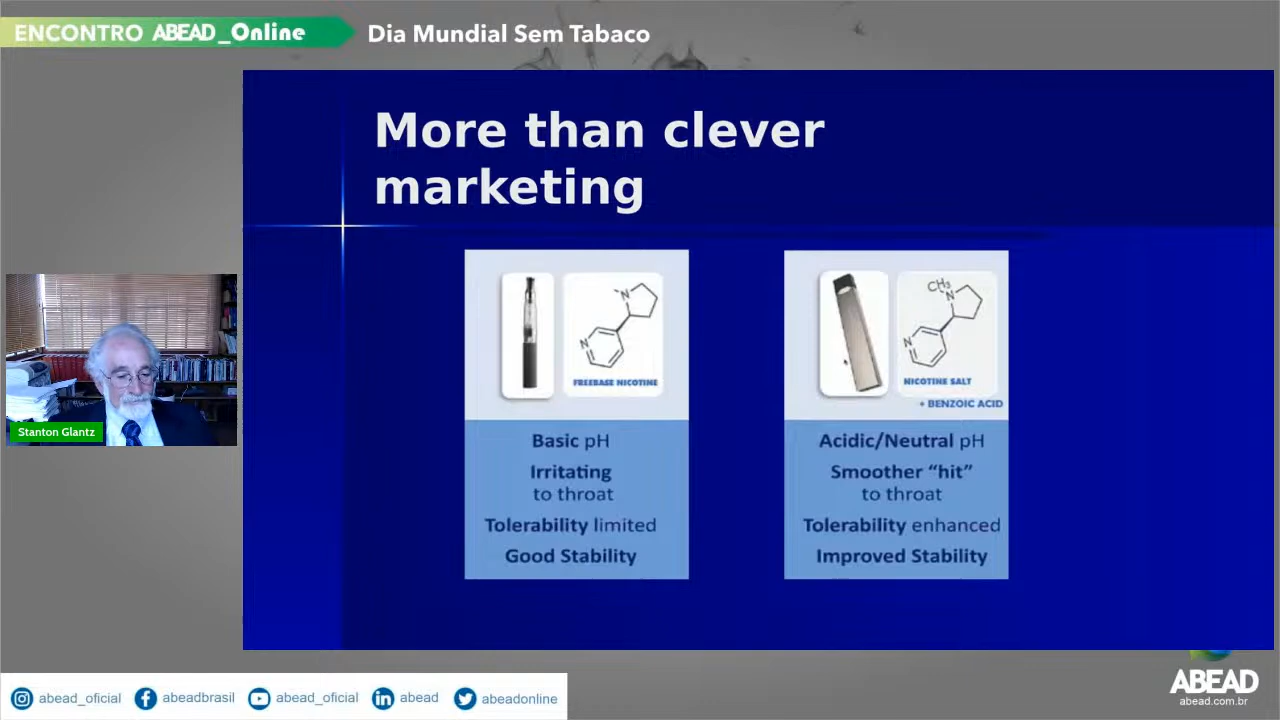 ENCONTRO ABEAD_Online
Dia Mundial Sem Tabaco
More than clever
marketing
N
N
FREEBASE NICOTINE
Basic pH
Irritating
to throat
Tolerability limited
Good Stability
CH₃
N
N
NICOTINE SALT
+ BENZOIC ACID
Acidic/Neutral pH
Smoother “hit”
to throat
Tolerability enhanced
Improved Stability
Stanton Glantz
abead_oficial
abeadbrasil
abead_oficial
abead
abeadonline
ABEAD
abead.com.br